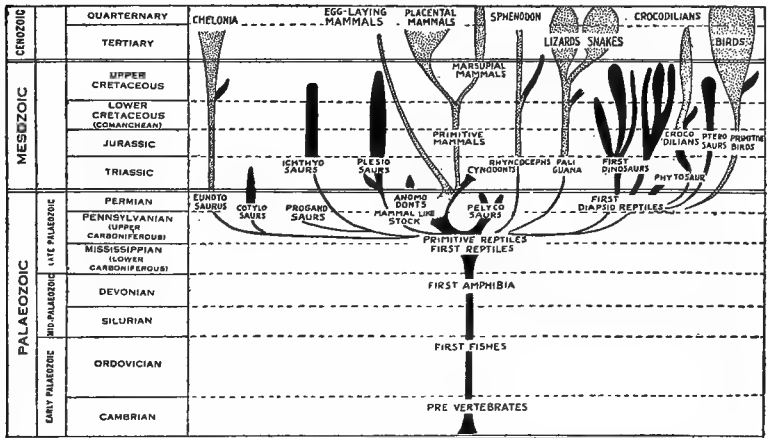 CENOZOIC
QUARTERNARY
TERTIARY
MESOZOIC
UPPER
CRETACEOUS
LOWER
CRETACEOUS
(COMANCHEAN)
JURASSIC
TRIASSIC
PALAEOZOIC
LATE PALAEOZOIC
PERMIAN
PENNSYLVANIAN
(UPPER
CARBONIFEROUS)
MISSISSIPPIAN
(LOWER
CARBONIFEROUS)
MID-PALAEOZOIC
DEVONIAN
SILURIAN
EARLY PALAEOZOIC
ORDOVICIAN
CAMBRIAN
CHELONIA
EGG-LAYING
MAMMALS
PLACENTAL
MAMMALS
SPHENODON
CROCODILIANS
LIZARDS SNAKES
BIRDS
MARSUPIAL
MAMMALS
PRIMITIVE
MAMMALS
CROCO
DILIANS
PTERO
SAURS
PRIMITIVE
BIRDS
ICHTHYO
SAURS
PLESIO
SAURS
CYNODONTS
RHYNCOCEPHS
PALI
GUANA
FIRST
DINOSAURS
PHYTOSAUR
EUNOTO
SAURUS
COTYLO
SAURS
PROGANO
SAURS
ANOMO
DONTS
MAMMAL LIKE
STOCK
PELYCO
SAURS
FIRST
DIAPSID REPTILES
PRIMITIVE REPTILES
FIRST REPTILES
FIRST AMPHIBIA
FIRST FISHES
PRE VERTEBRATES